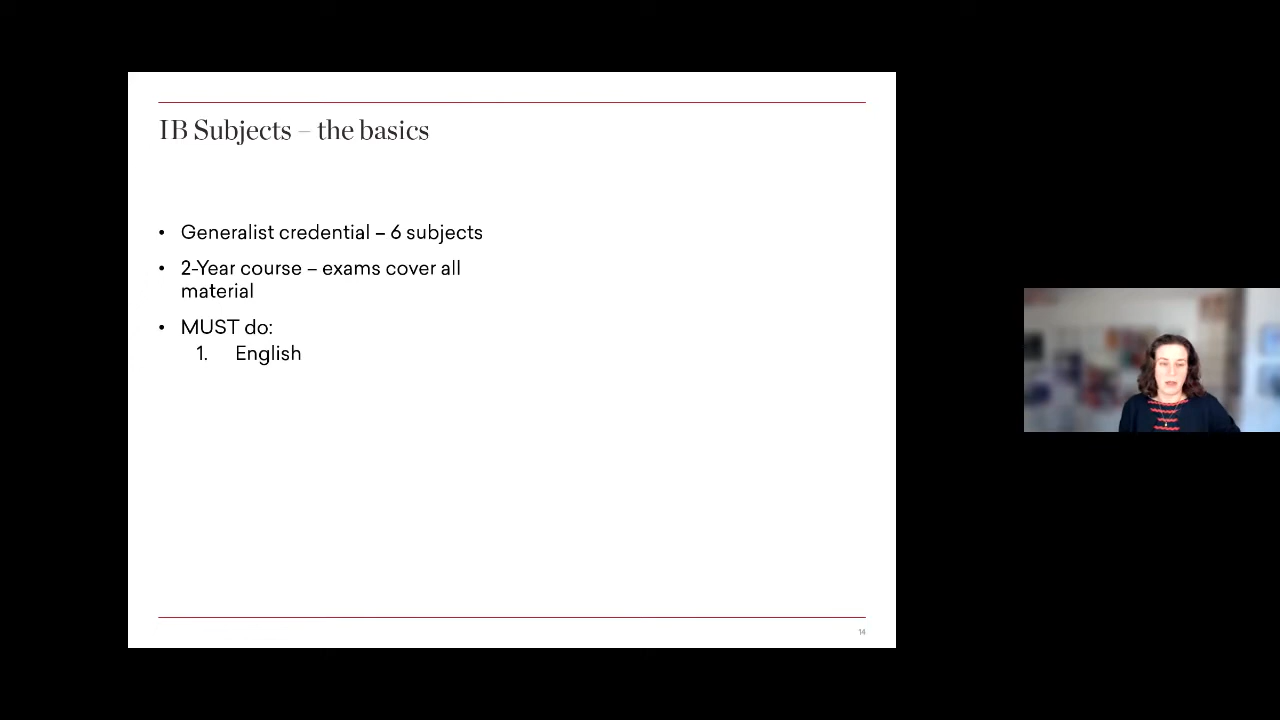 IB Subjects – the basics
• Generalist credential – 6 subjects
• 2-Year course – exams cover all
material
• MUST do:
1. English
14